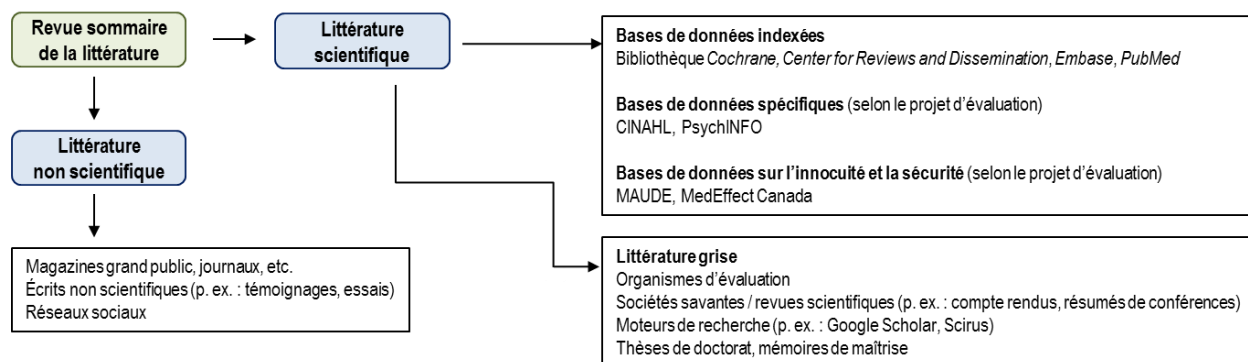 Revue sommaire
de la littérature
Littérature
scientifique
Bases de données indexées
Bibliothèque Cochrane, Center for Reviews and Dissemination, Embase, PubMed
Bases de données spécifiques (selon le projet d’évaluation)
CINAHL, PsychINFO
Bases de données sur l’innocuité et la sécurité (selon le projet d’évaluation)
MAUDE, MedEffect Canada
Littérature
non scientifique
Magazines grand public, journaux, etc.
Écrits non scientifiques (p. ex. : témoignages, essais)
Réseaux sociaux
Littérature grise
Organismes d’évaluation
Sociétés savantes / revues scientifiques (p. ex. : compte rendus, résumés de conférences)
Moteurs de recherche (p. ex. : Google Scholar, Scirus)
Thèses de doctorat, mémoires de maîtrise